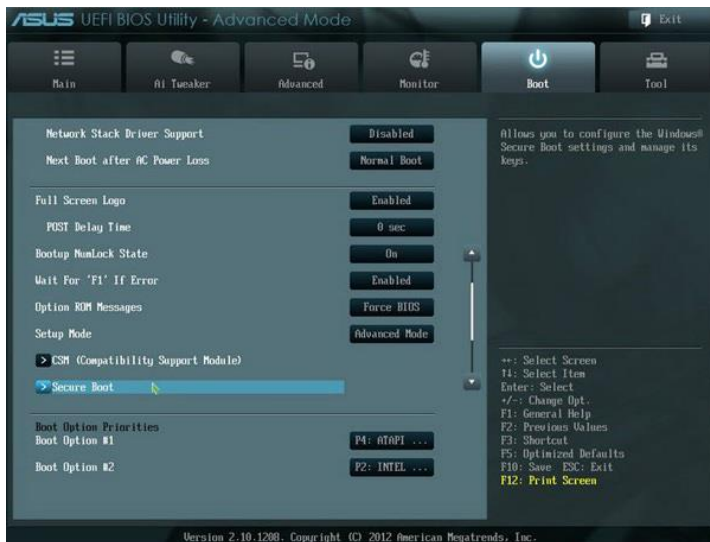 ASUS UEFI BIOS Utility - Advanced Mode
Exit
Main
Ai Tweaker
Advanced
Monitor
Boot
Tool
Network Stack Driver Support Disabled
Next Boot after AC Power Loss Normal Boot
Full Screen Logo Enabled
POST Delay Time 0 sec
Bootup NumLock State On
Wait For 'F1' If Error Enabled
Option ROM Messages Force BIOS
Setup Mode Advanced Mode
> CSM (Compatibility Support Module)
> Secure Boot
Boot Option Priorities
Boot Option #1 P4: ATAPI ...
Boot Option #2 P2: INTEL ...
Allows you to configure the Windows®
Secure Boot settings and manage its
keys.
→←: Select Screen
↑↓: Select Item
Enter: Select
+/-: Change Opt.
F1: General Help
F2: Previous Values
F3: Shortcut
F5: Optimized Defaults
F10: Save ESC: Exit
F12: Print Screen
Version 2.10.1208. Copyright (C) 2012 American Megatrends, Inc.